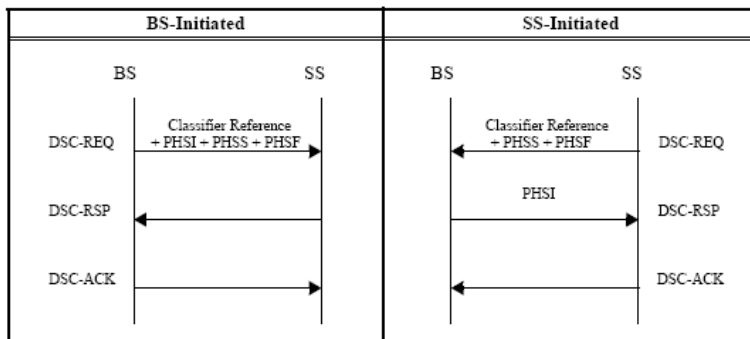 BS-Initiated
SS-Initiated
BS
SS
BS
SS
DSC-REQ
Classifier Reference
+ PHSI + PHSS + PHSF
Classifier Reference
+ PHSS + PHSF
DSC-REQ
DSC-RSP
PHSI
DSC-RSP
DSC-ACK
DSC-ACK